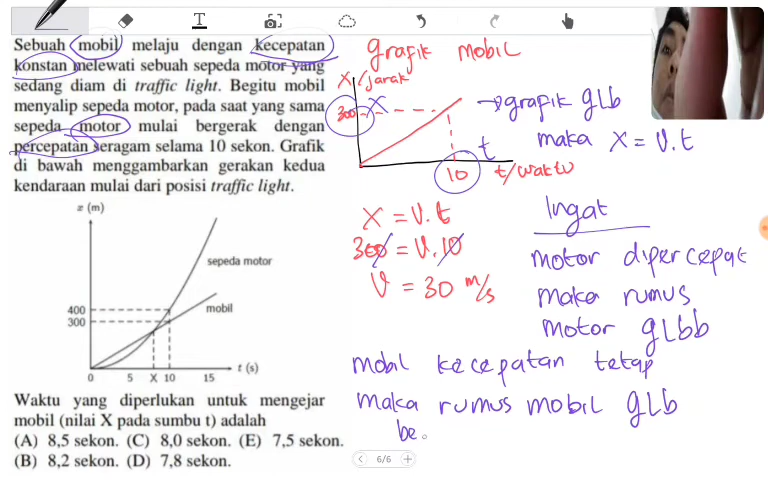 T
Sebuah mobil melaju dengan kecepatan
konstan melewati sebuah sepeda motor yang
sedang diam di traffic light. Begitu mobil
menyalip sepeda motor, pada saat yang sama
sepeda motor mulai bergerak dengan
percepatan seragam selama 10 sekon. Grafik
di bawah menggambarkan gerakan kedua
kendaraan mulai dari posisi traffic light.
x (m)
sepeda motor
mobil
400
300
0 5 X 10 15 t (s)
Waktu yang diperlukan untuk mengejar
mobil (nilai X pada sumbu t) adalah
(A) 8,5 sekon. (C) 8,0 sekon. (E) 7,5 sekon.
(B) 8,2 sekon. (D) 7,8 sekon.
grafik mobil
X/jarak
300 X
t
10 t/waktu
→grafik glb
maka X = V.t
X = V.t
300 = V.10
V = 30 m/s
Ingat
motor dipercepat
maka rumus
motor gLbb
mobil kecepatan tetap
maka rumus mobil gLb
be.
6/6